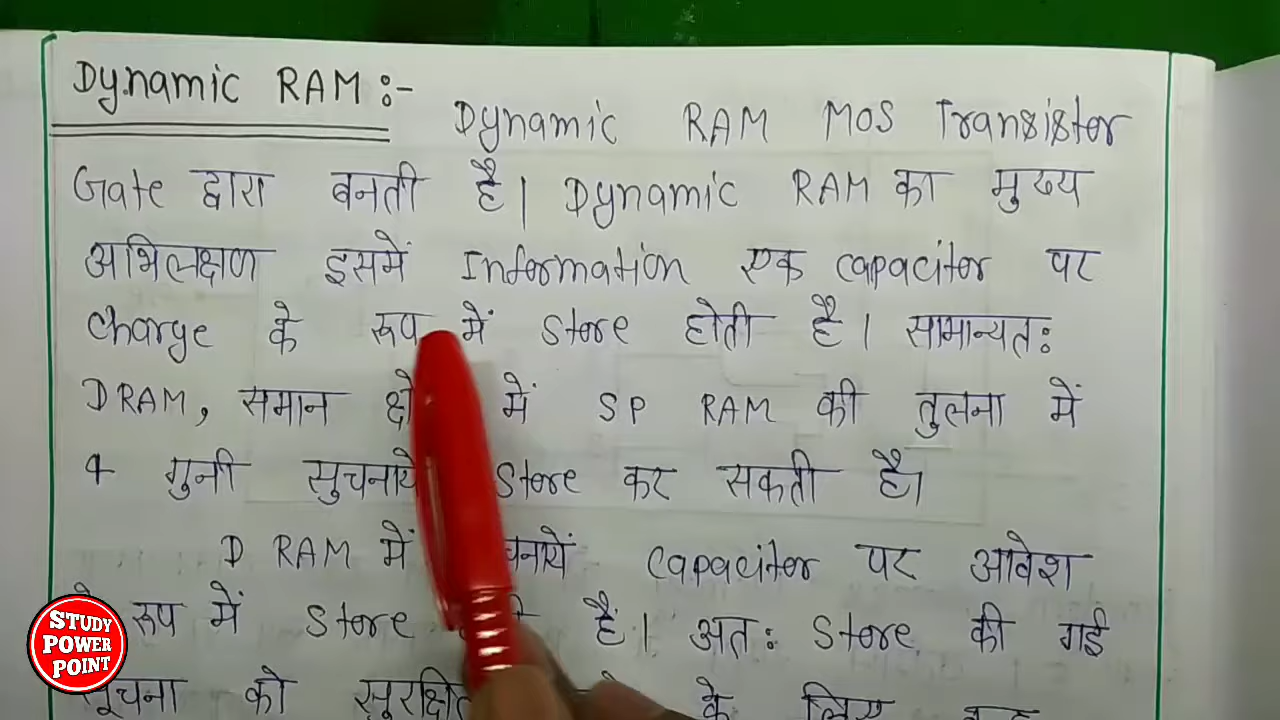 Dynamic RAM :-
Dynamic RAM MOS Transistor
Gate द्वारा बनती है। Dynamic RAM का मुख्य
अभिलक्षण इसमें Information एक capacitor पर
charge के रूप में store होती है। सामान्यतः
DRAM, समान में SP RAM की तुलना में
4 गुनी सुचनाये store कर सकती है।
D RAM में capacitor पर आवेश
रूप में store है। अतः store की गई
सूचना को के लिए
STUDY
POWER
POINT